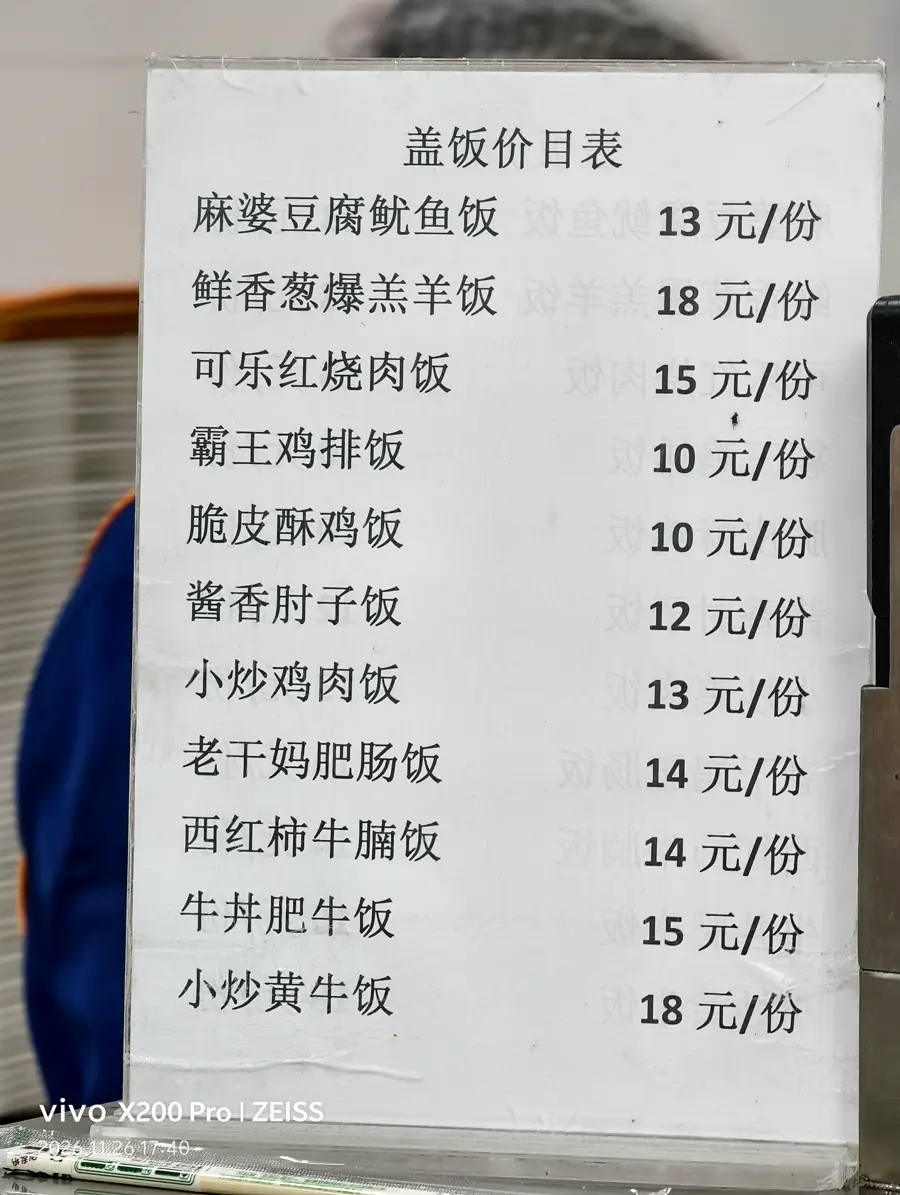 盖饭价目表
麻婆豆腐鱿鱼饭 13 元/份
鲜香葱爆羔羊饭 18 元/份
可乐红烧肉饭 15 元/份
霸王鸡排饭 10 元/份
脆皮酥鸡饭 10 元/份
酱香肘子饭 12 元/份
小炒鸡肉饭 13 元/份
老干妈肥肠饭 14 元/份
西红柿牛腩饭 14 元/份
牛丼肥牛饭 15 元/份
小炒黄牛饭 18 元/份
vivo X200 Pro | ZEISS
2026.11.26 17:40